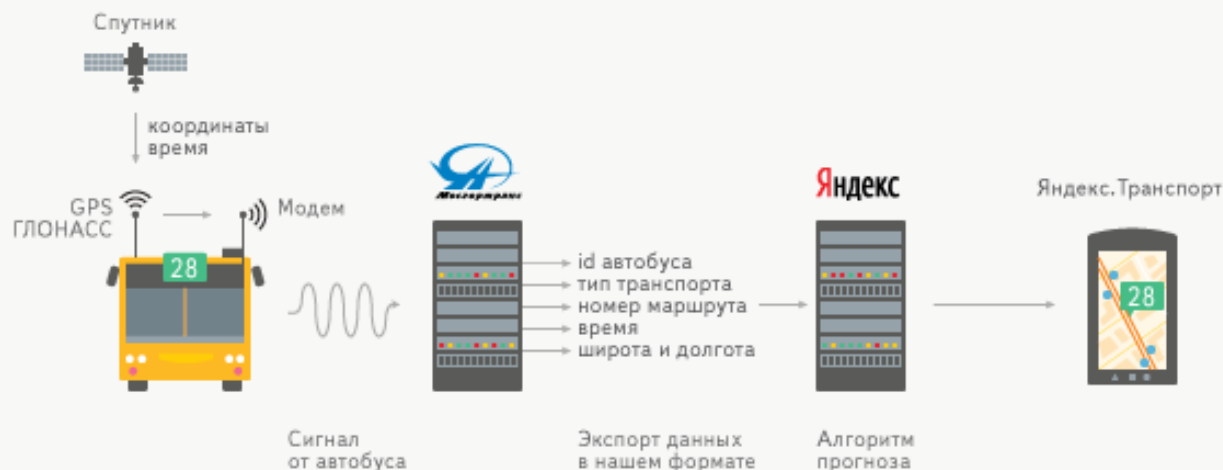 Спутник
координаты
время
GPS
ГЛОНАСС
Модем
28
Мосгортранс
id автобуса
тип транспорта
номер маршрута
время
широта и долгота
Яндекс
Яндекс.Транспорт
28
Сигнал
от автобуса
Экспорт данных
в нашем формате
Алгоритм
прогноза